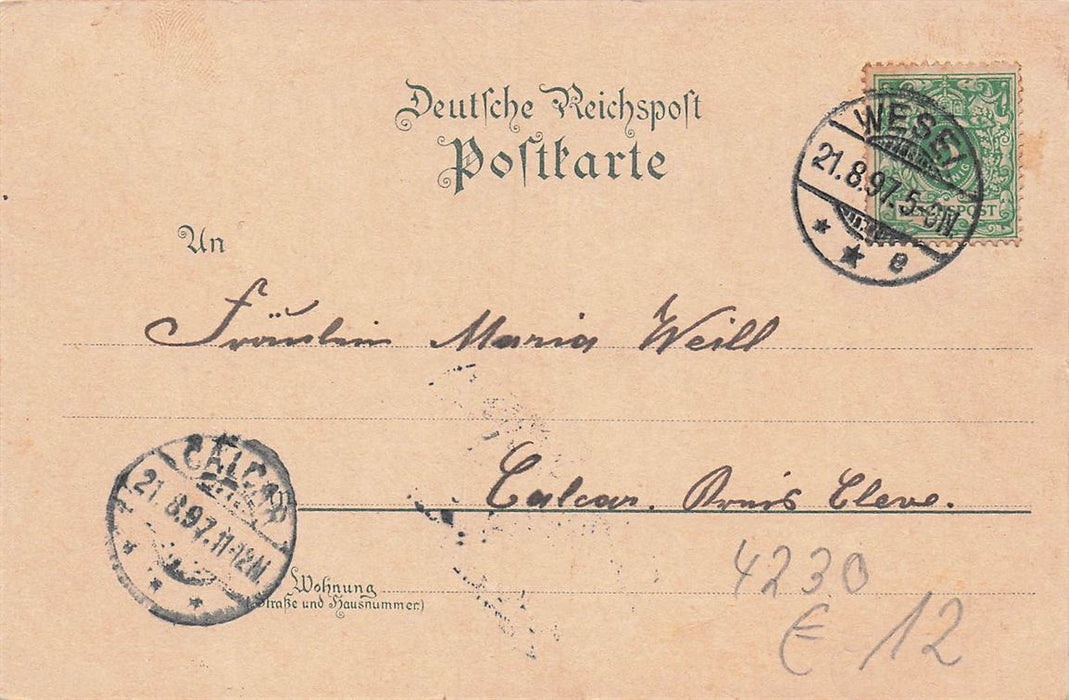 Deutsche Reichspost
Postkarte
WESEL
21.8.97.5-6N.
* * e
REICHSPOST
An
Fräulein Maria Weill
CALCAR
21.8.97.11-12N
* * *
Calcar. Kreis Cleve.
Wohnung
(Straße und Hausnummer)
4230
E 12